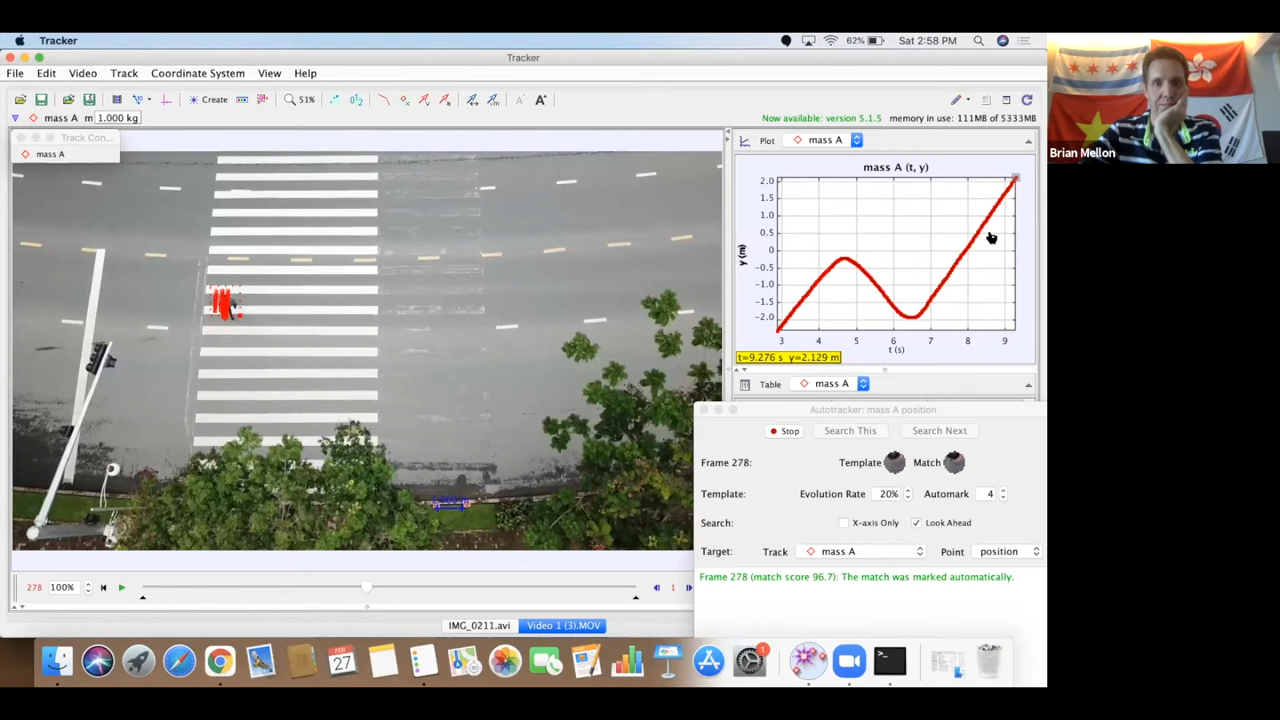 Tracker
62%
Sat 2:58 PM
Tracker
File Edit Video Track Coordinate System View Help
Create
51%
mass A m 1.000 kg
Now available: version 5.1.5 memory in use: 111MB of 5333MB
Track Con...
mass A
Plot mass A
mass A (t, y)
2.0
1.5
1.0
0.5
0
-0.5
-1.0
-1.5
-2.0
y (m)
3 4 5 6 7 8 9
t (s)
t=9.276 s y=2.129 m
Table mass A
Autotracker: mass A position
Stop Search This Search Next
Frame 278: Template Match
Template: Evolution Rate 20% Automark 4
Search: X-axis Only Look Ahead
Target: Track mass A Point position
Frame 278 (match score 96.7): The match was marked automatically.
278 100% 1
IMG_0211.avi Video 1 (3).MOV
FEB
27
1
Brian Mellon